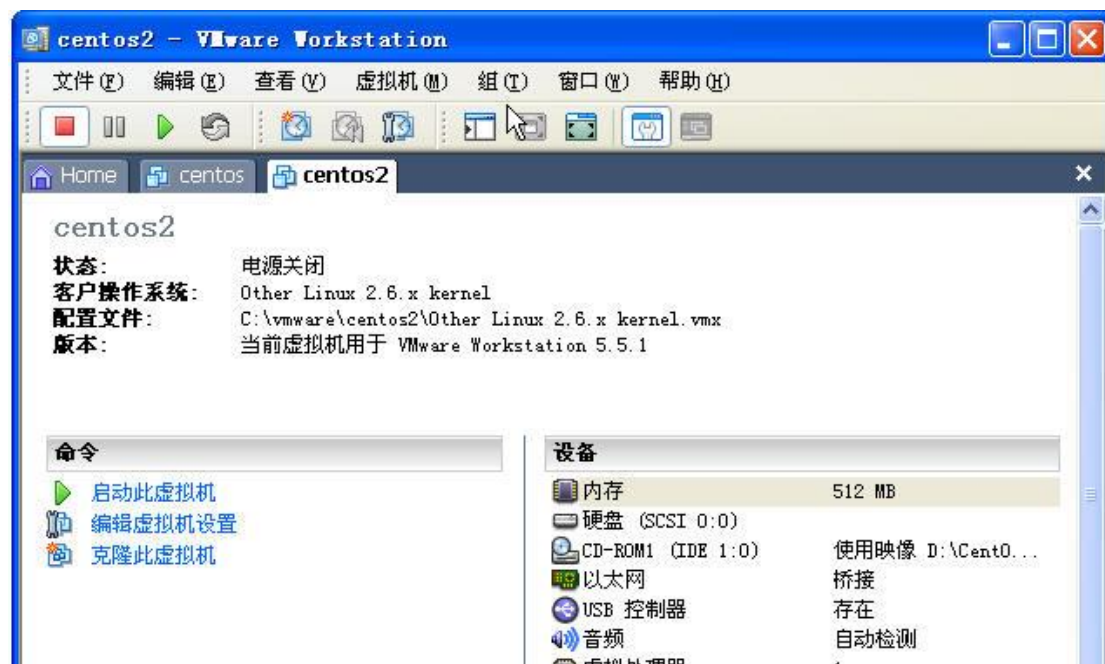 centos2 - VMware Workstation
文件(F) 编辑(E) 查看(V) 虚拟机(M) 组(T) 窗口(W) 帮助(H)
Home centos centos2
centos2
状态: 电源关闭
客户操作系统: Other Linux 2.6.x kernel
配置文件: C:\vmware\centos2\Other Linux 2.6.x kernel.vmx
版本: 当前虚拟机用于 VMware Workstation 5.5.1
命令
启动此虚拟机
编辑虚拟机设置
克隆此虚拟机
设备
内存 512 MB
硬盘 (SCSI 0:0)
CD-ROM1 (IDE 1:0) 使用映像 D:\CentO...
以太网 桥接
USB 控制器 存在
音频 自动检测